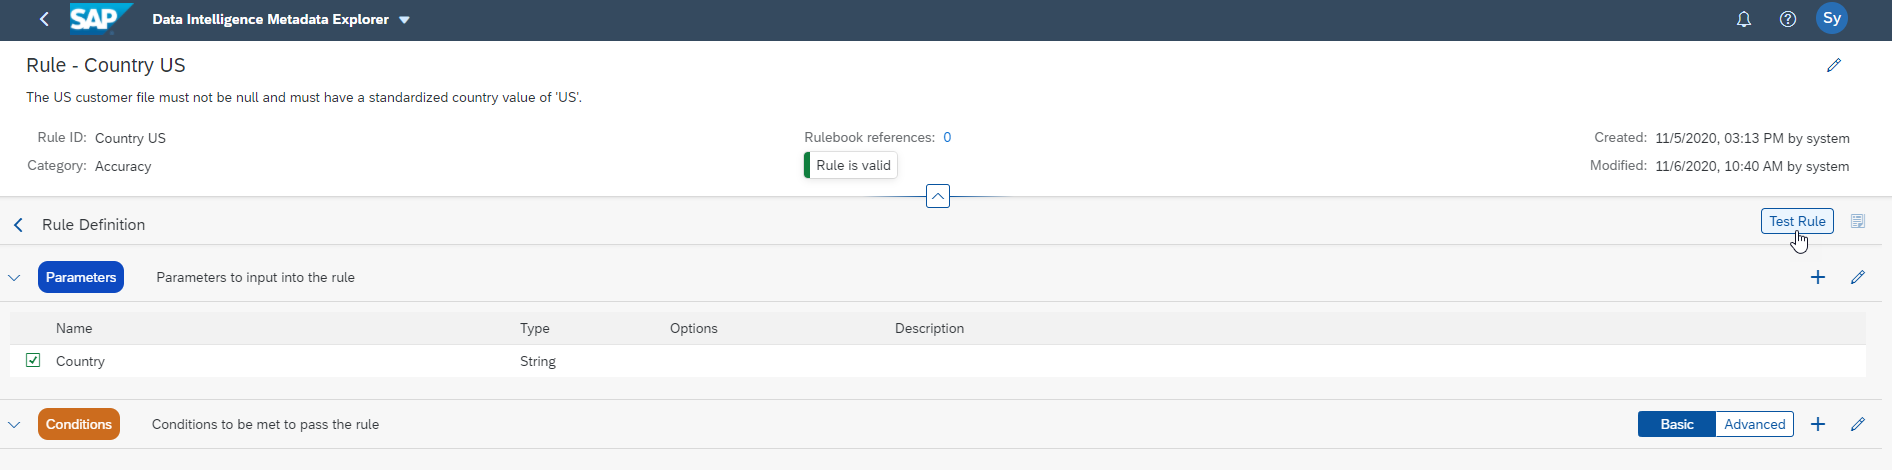 SAP Data Intelligence Metadata Explorer Sy
Rule - Country US
The US customer file must not be null and must have a standardized country value of 'US'.
Rule ID: Country US Rulebook references: 0 Created: 11/5/2020, 03:13 PM by system
Category: Accuracy Rule is valid Modified: 11/6/2020, 10:40 AM by system
Rule Definition Test Rule
Parameters Parameters to input into the rule
Name Type Options Description
Country String
Conditions Conditions to be met to pass the rule Basic Advanced